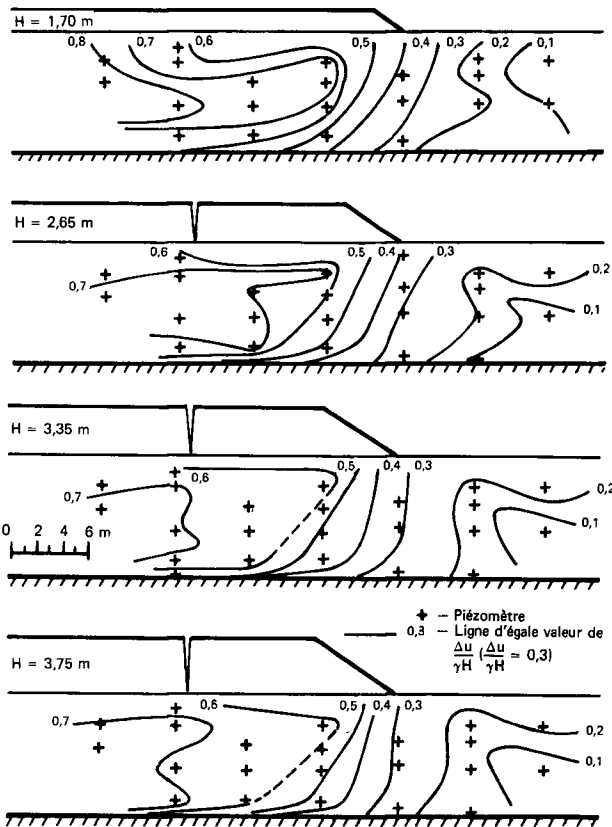 H = 1,70 m
0,8 0,7 0,6 0,5 0,4 0,3 0,2 0,1
H = 2,65 m
0,6 0,5 0,4 0,3
0,7 0,2
0,1
H = 3,35 m
0,6 0,5 0,4 0,3
0,7 0,2
0,1
0 2 4 6 m
+ – Piézomètre
0,3 – Ligne d'égale valeur de
Δu/γH (Δu/γH ≃ 0,3)
H = 3,75 m
0,6 0,5 0,4 0,3
0,7 0,2
0,1